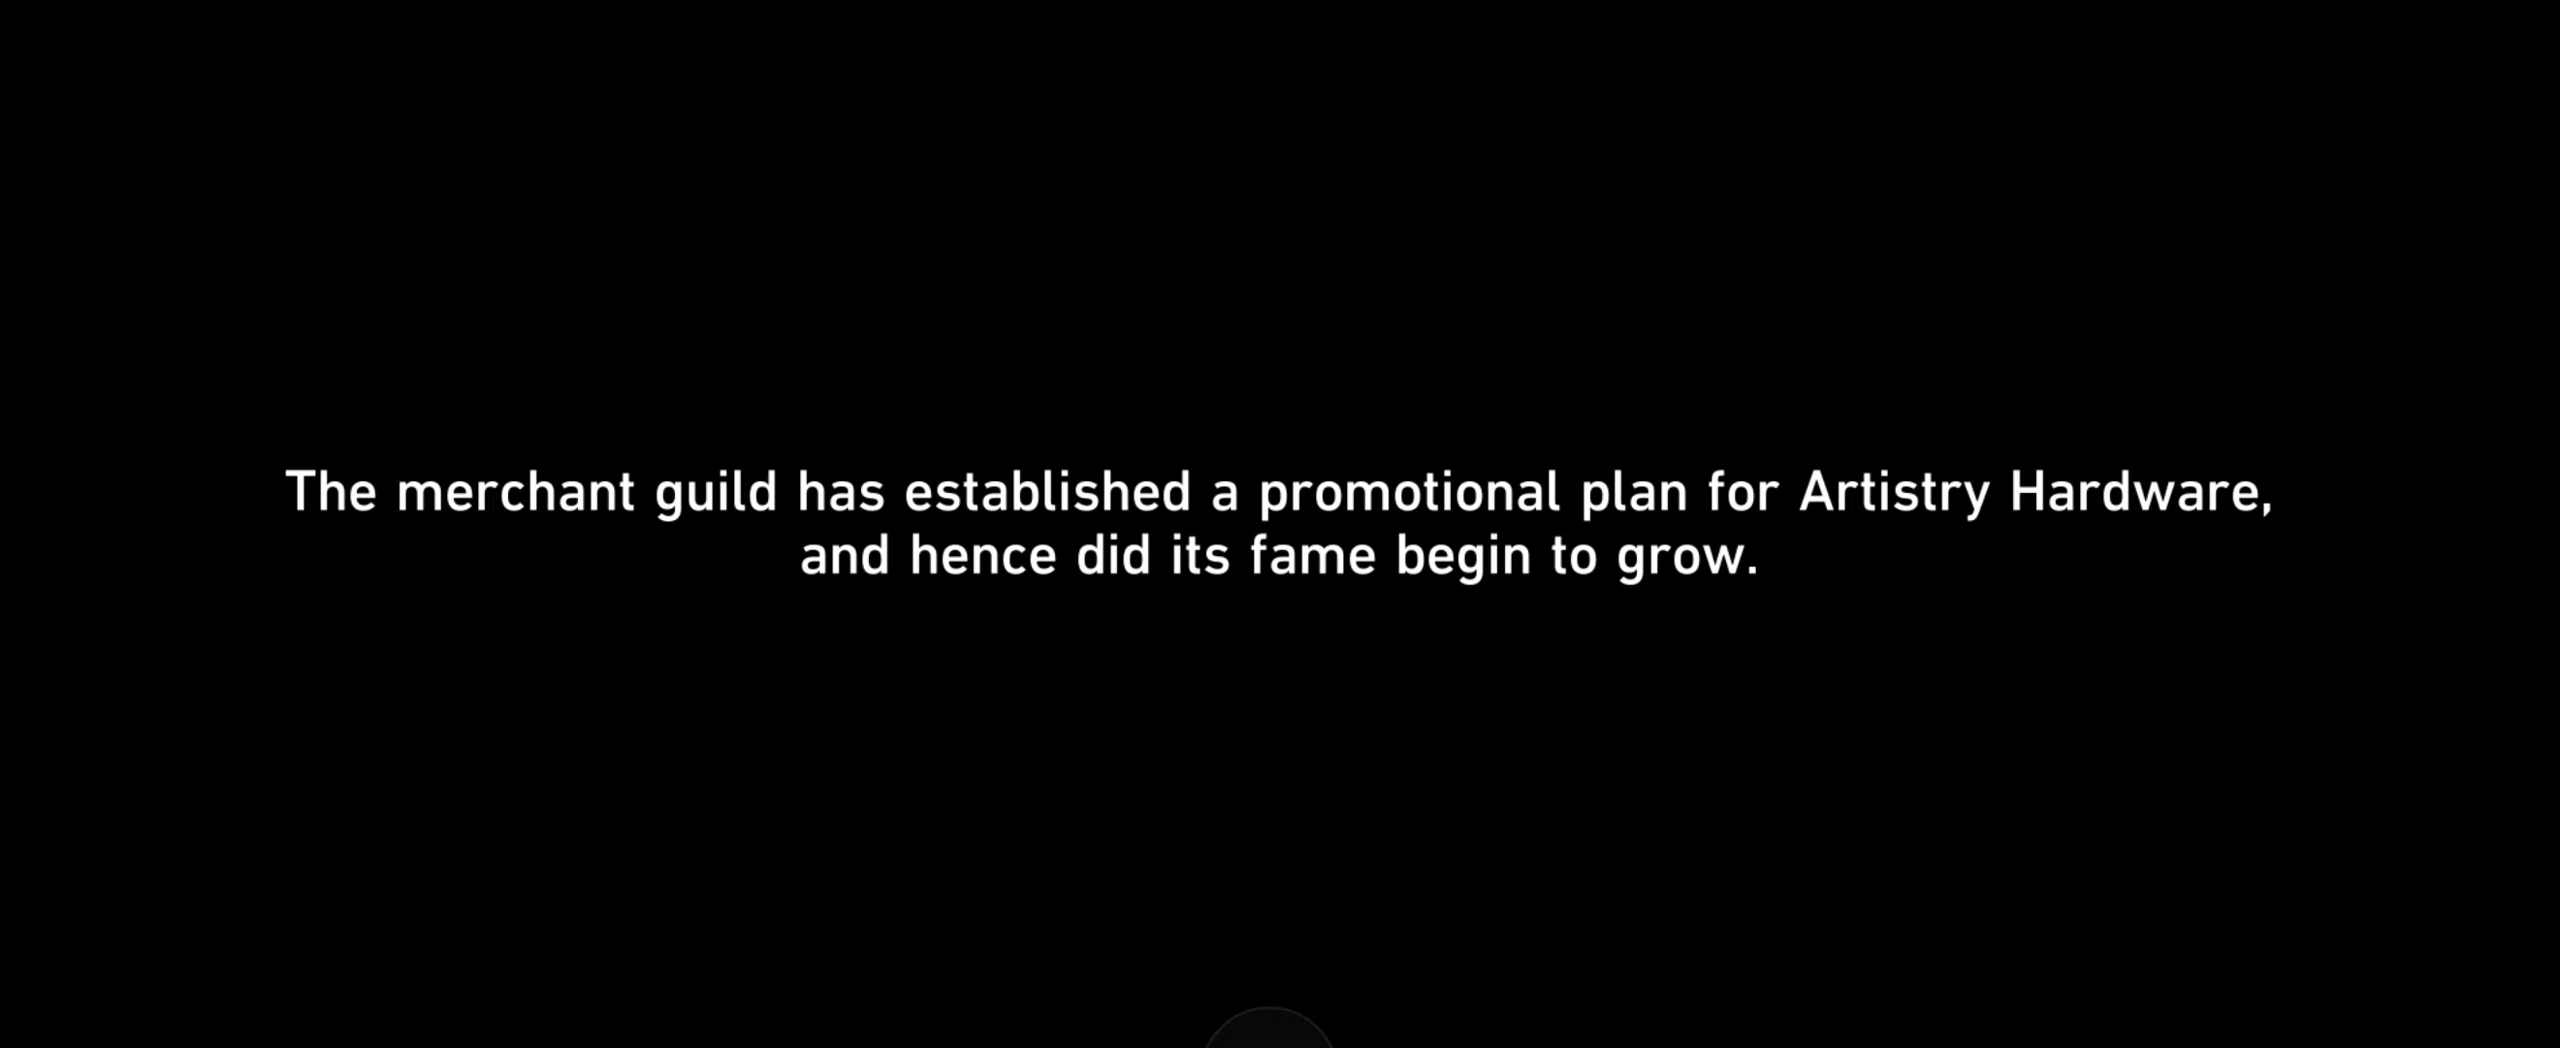 The merchant guild has established a promotional plan for Artistry Hardware,
and hence did its fame begin to grow.